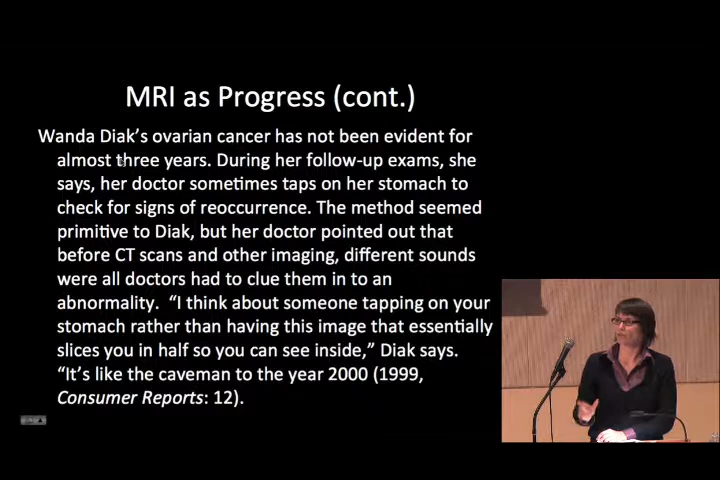 MRI as Progress (cont.)
Wanda Diak’s ovarian cancer has not been evident for
almost three years. During her follow-up exams, she
says, her doctor sometimes taps on her stomach to
check for signs of reoccurrence. The method seemed
primitive to Diak, but her doctor pointed out that
before CT scans and other imaging, different sounds
were all doctors had to clue them in to an
abnormality.  “I think about someone tapping on your
stomach rather than having this image that essentially
slices you in half so you can see inside,” Diak says.
“It’s like the caveman to the year 2000 (1999,
Consumer Reports: 12).